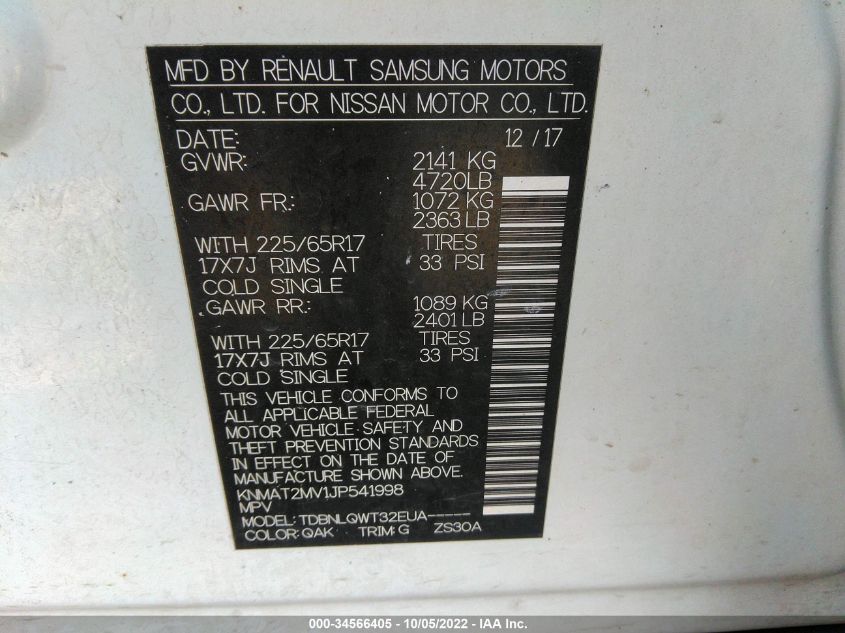 MFD BY RENAULT SAMSUNG MOTORS
CO., LTD. FOR NISSAN MOTOR CO., LTD.
DATE: 12 / 17
GVWR: 2141 KG
4720LB
GAWR FR.: 1072 KG
2363 LB
WITH 225/65R17 TIRES
17X7J RIMS AT 33 PSI
COLD SINGLE
GAWR RR.: 1089 KG
2401 LB
WITH 225/65R17 TIRES
17X7J RIMS AT 33 PSI
COLD SINGLE
THIS VEHICLE CONFORMS TO
ALL APPLICABLE FEDERAL
MOTOR VEHICLE SAFETY AND
THEFT PREVENTION STANDARDS
IN EFFECT ON THE DATE OF
MANUFACTURE SHOWN ABOVE.
KNMAT2MV1JP541998
MPV
MODEL: TDBNLQWT32EUA-----
COLOR: QAK TRIM: G ZS30A
000-34566405 - 10/05/2022 - IAA Inc.